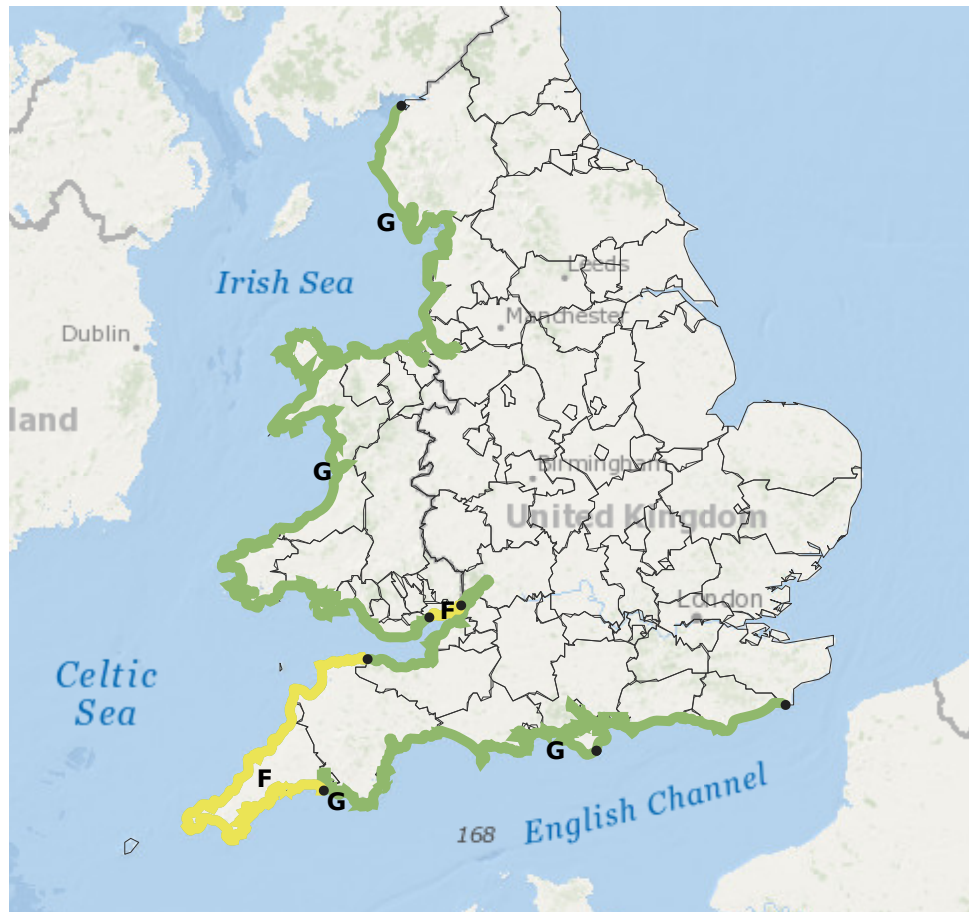 G
Leeds
Irish Sea
Manchester
Dublin
land
G
Birmingham
United Kingdom
London
F
Celtic
Sea
G
F
G
English Channel
168